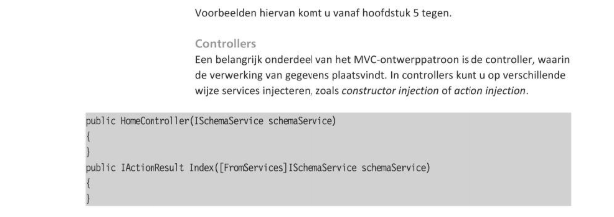 Voorbeelden hiervan komt u vanaf hoofdstuk 5 tegen.
Controllers
Een belangrijk onderdeel van het MVC-ontwerppatroon is de controller, waarin
de verwerking van gegevens plaatsvindt. In controllers kunt u op verschillende
wijze services injecteren, zoals constructor injection of action injection.
public HomeController(ISchemaService schemaService)
{
}
public IActionResult Index([FromServices]ISchemaService schemaService)
{
}